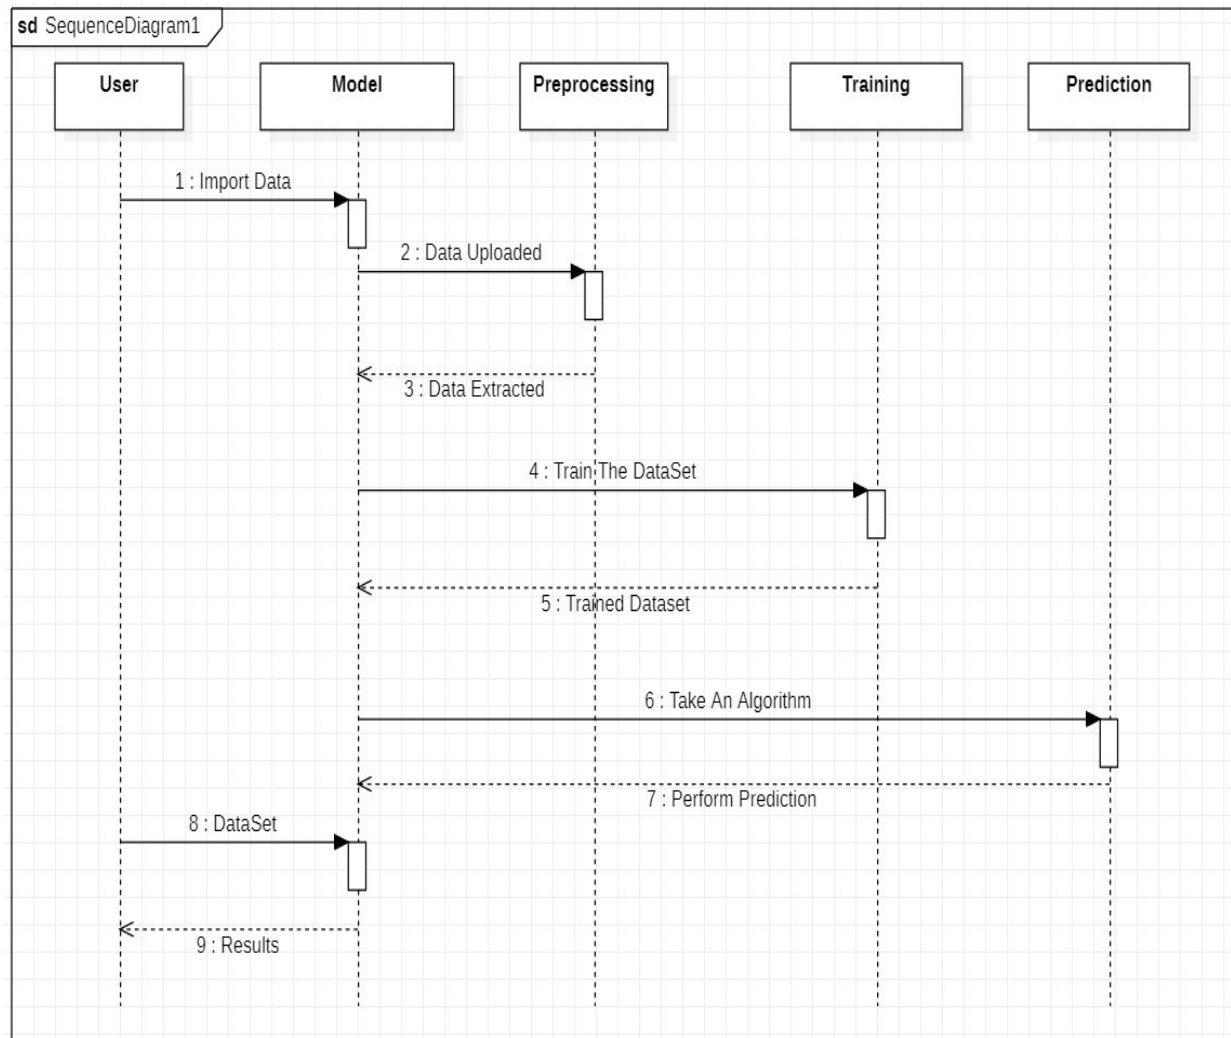 sd SequenceDiagram1
User
Model
Preprocessing
Training
Prediction
1 : Import Data
2 : Data Uploaded
3 : Data Extracted
4 : Train The DataSet
5 : Trained Dataset
6 : Take An Algorithm
7 : Perform Prediction
8 : DataSet
9 : Results